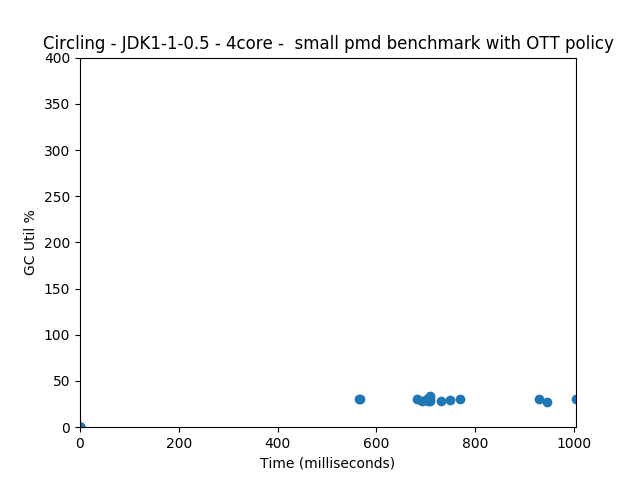 Circling - JDK1-1-0.5 - 4core -  small pmd benchmark with OTT policy
400
350
300
250
200
150
100
50
0
GC Util %
0 200 400 600 800 1000
Time (milliseconds)